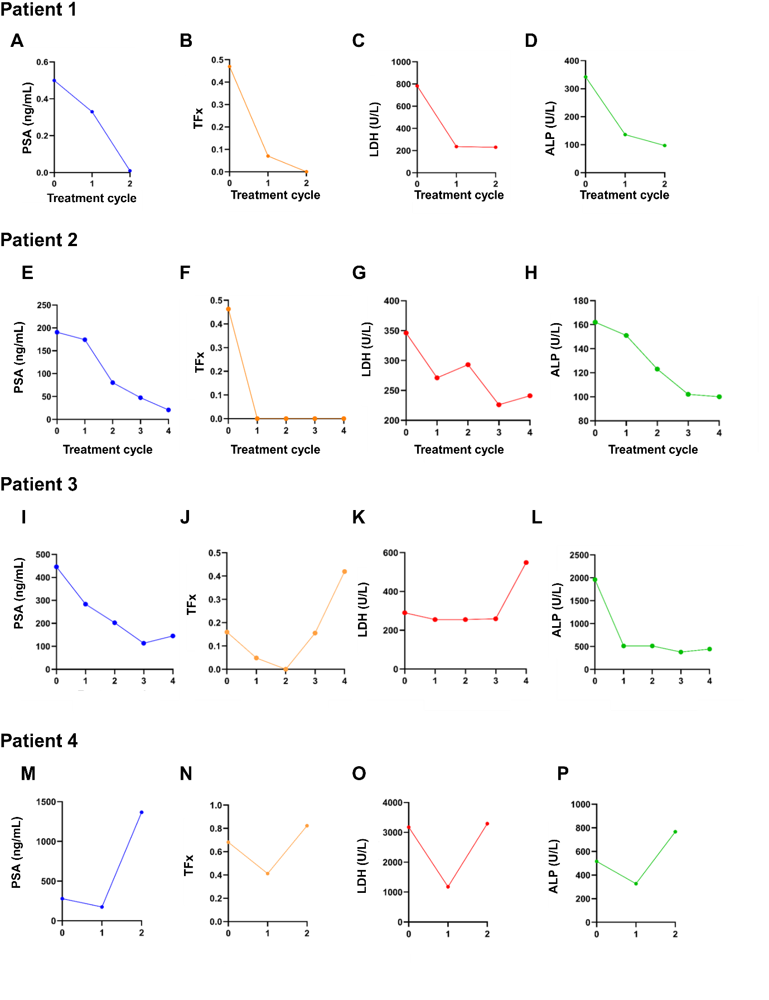 Patient 1
A B C D
PSA (ng/mL)
0.6
0.4
0.2
0.0
0 1 2
Treatment cycle
TFx
0.5
0.4
0.3
0.2
0.1
0.0
0 1 2
Treatment cycle
LDH (U/L)
1000
800
600
400
200
0
0 1 2
Treatment cycle
ALP (U/L)
400
300
200
100
0
0 1 2
Treatment cycle
Patient 2
E F G H
PSA (ng/mL)
250
200
150
100
50
0
0 1 2 3 4
Treatment cycle
TFx
0.5
0.4
0.3
0.2
0.1
0.0
0 1 2 3 4
Treatment cycle
LDH (U/L)
400
350
300
250
200
0 1 2 3 4
Treatment cycle
ALP (U/L)
180
160
140
120
100
80
0 1 2 3 4
Treatment cycle
Patient 3
I J K L
PSA (ng/mL)
500
400
300
200
100
0
0 1 2 3 4
TFx
0.5
0.4
0.3
0.2
0.1
0.0
0 1 2 3 4
LDH (U/L)
600
400
200
0
0 1 2 3 4
ALP (U/L)
2500
2000
1500
1000
500
0
0 1 2 3 4
Patient 4
M N O P
PSA (ng/mL)
1500
1000
500
0
0 1 2
TFx
1.0
0.8
0.6
0.4
0.2
0.0
0 1 2
LDH (U/L)
4000
3000
2000
1000
0
0 1 2
ALP (U/L)
1000
800
600
400
200
0
0 1 2